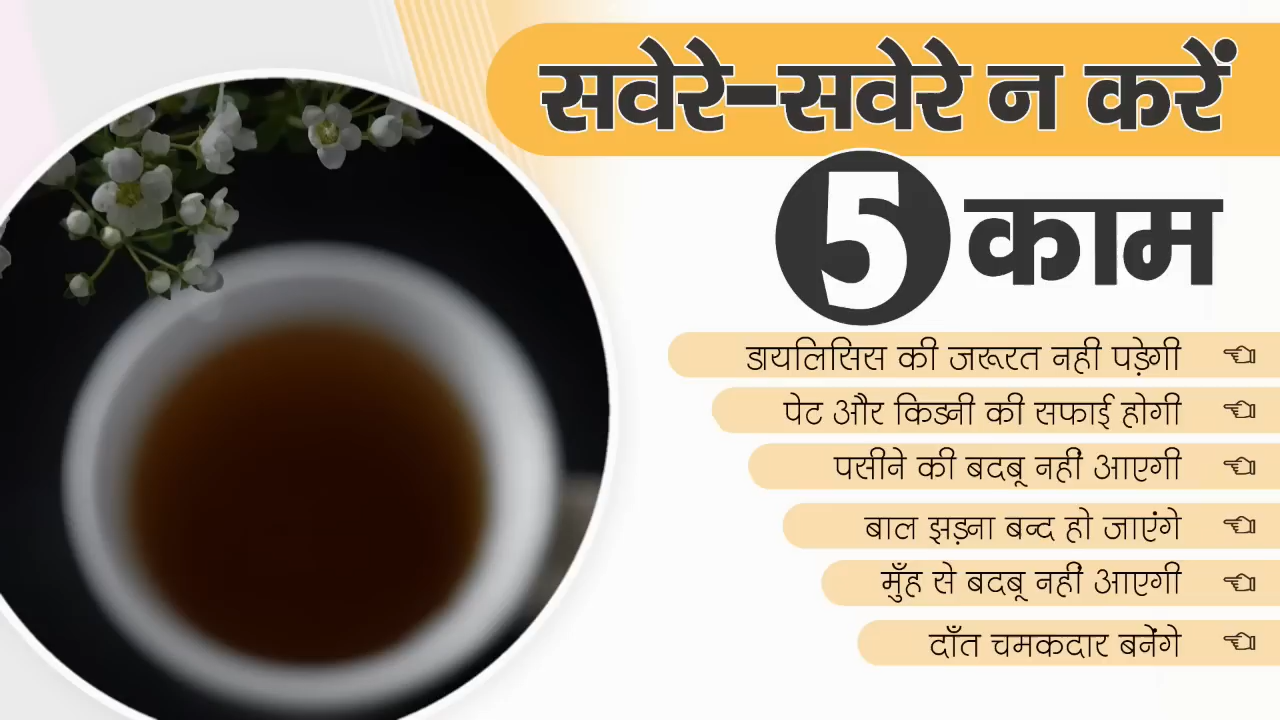 सवेरे-सवेरे न करें
5 काम
डायलिसिस की जरूरत नही पड़ेगी
पेट और किडनी की सफाई होगी
पसीने की बदबू नहीं आएगी
बाल झड़ना बन्द हो जाएंगे
मुँह से बदबू नहीं आएगी
दाँत चमकदार बनेंगे